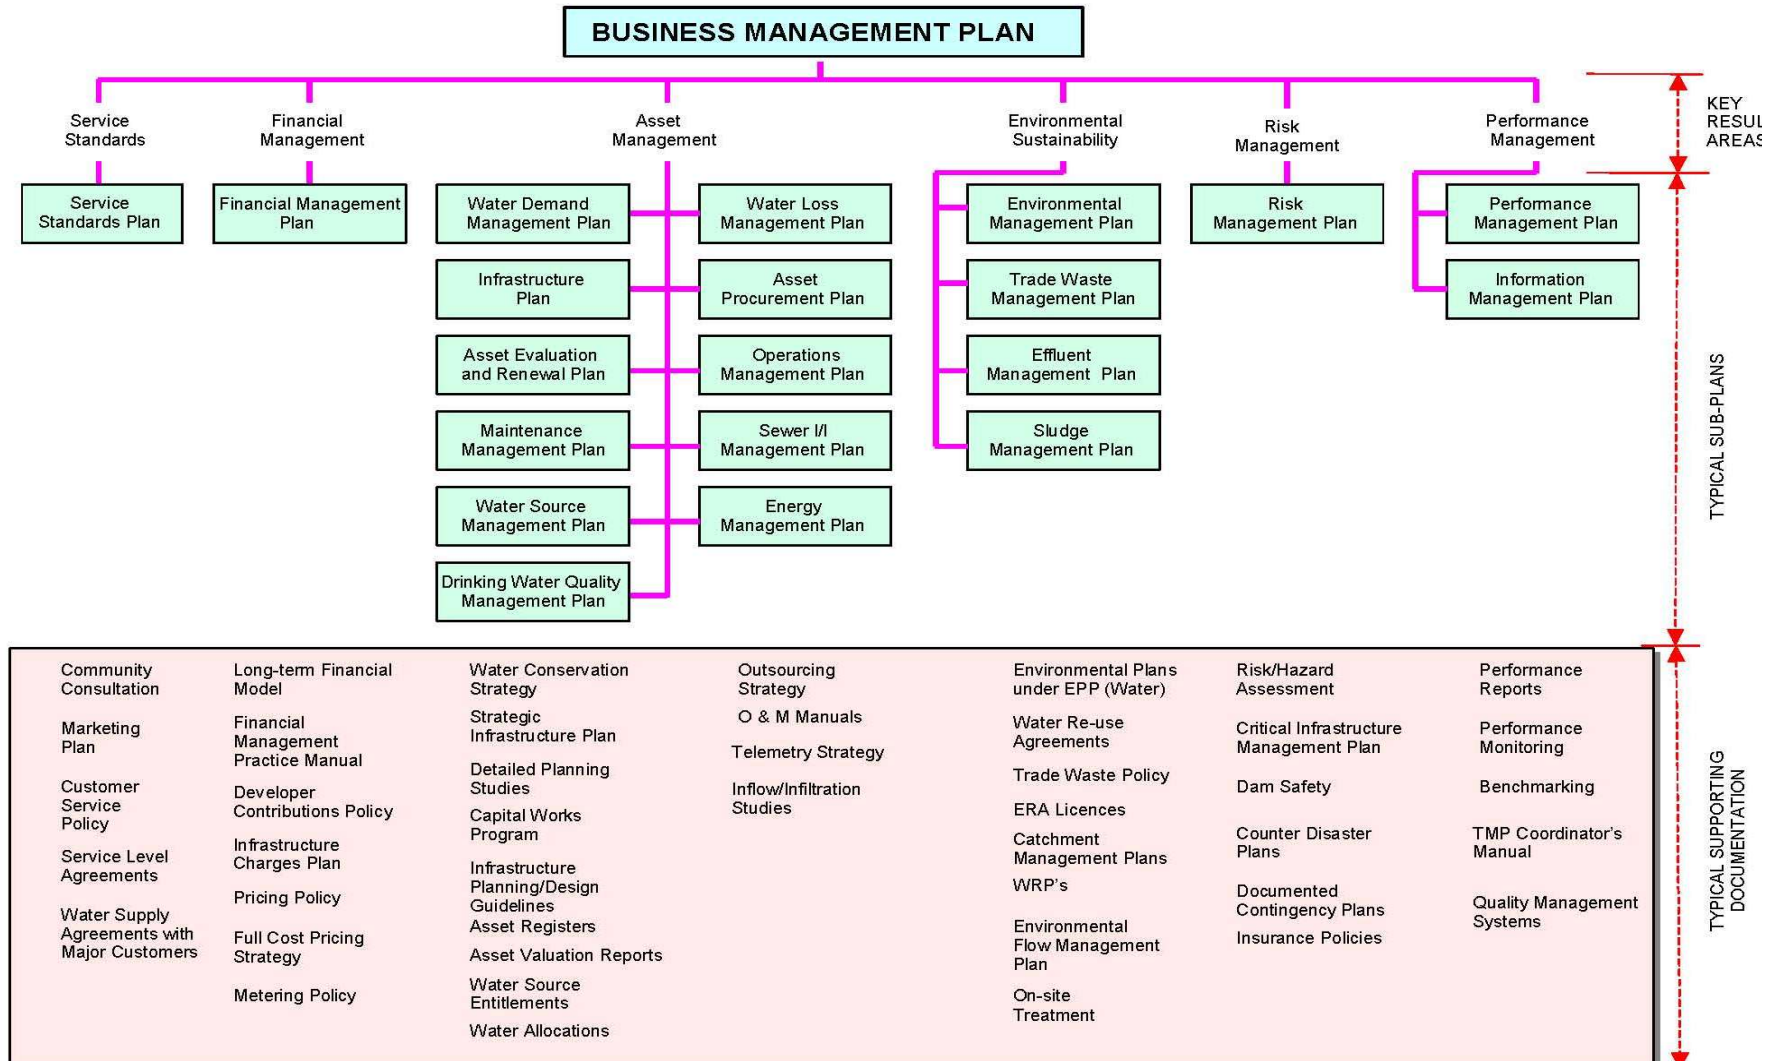 BUSINESS MANAGEMENT PLAN
Service
Standards
Financial
Management
Asset
Management
Environmental
Sustainability
Risk
Management
Performance
Management
KEY
RESUL
AREAS
Service
Standards Plan
Financial Management
Plan
Water Demand
Management Plan
Water Loss
Management Plan
Environmental
Management Plan
Risk
Management Plan
Performance
Management Plan
Infrastructure
Plan
Asset
Procurement Plan
Trade Waste
Management Plan
Information
Management Plan
Asset Evaluation
and Renewal Plan
Operations
Management Plan
Effluent
Management Plan
Maintenance
Management Plan
Sewer I/I
Management Plan
Sludge
Management Plan
Water Source
Management Plan
Energy
Management Plan
Drinking Water Quality
Management Plan
TYPICAL SUB-PLANS
Community
Consultation
Marketing
Plan
Customer
Service
Policy
Service Level
Agreements
Water Supply
Agreements with
Major Customers
Long-term Financial
Model
Financial
Management
Practice Manual
Developer
Contributions Policy
Infrastructure
Charges Plan
Pricing Policy
Full Cost Pricing
Strategy
Metering Policy
Water Conservation
Strategy
Strategic
Infrastructure Plan
Detailed Planning
Studies
Capital Works
Program
Infrastructure
Planning/Design
Guidelines
Asset Registers
Asset Valuation Reports
Water Source
Entitlements
Water Allocations
Outsourcing
Strategy
O & M Manuals
Telemetry Strategy
Inflow/Infiltration
Studies
Environmental Plans
under EPP (Water)
Water Re-use
Agreements
Trade Waste Policy
ERA Licences
Catchment
Management Plans
WRP's
Environmental
Flow Management
Plan
On-site
Treatment
Risk/Hazard
Assessment
Critical Infrastructure
Management Plan
Dam Safety
Counter Disaster
Plans
Documented
Contingency Plans
Insurance Policies
Performance
Reports
Performance
Monitoring
Benchmarking
TMP Coordinator's
Manual
Quality Management
Systems
TYPICAL SUPPORTING
DOCUMENTATION